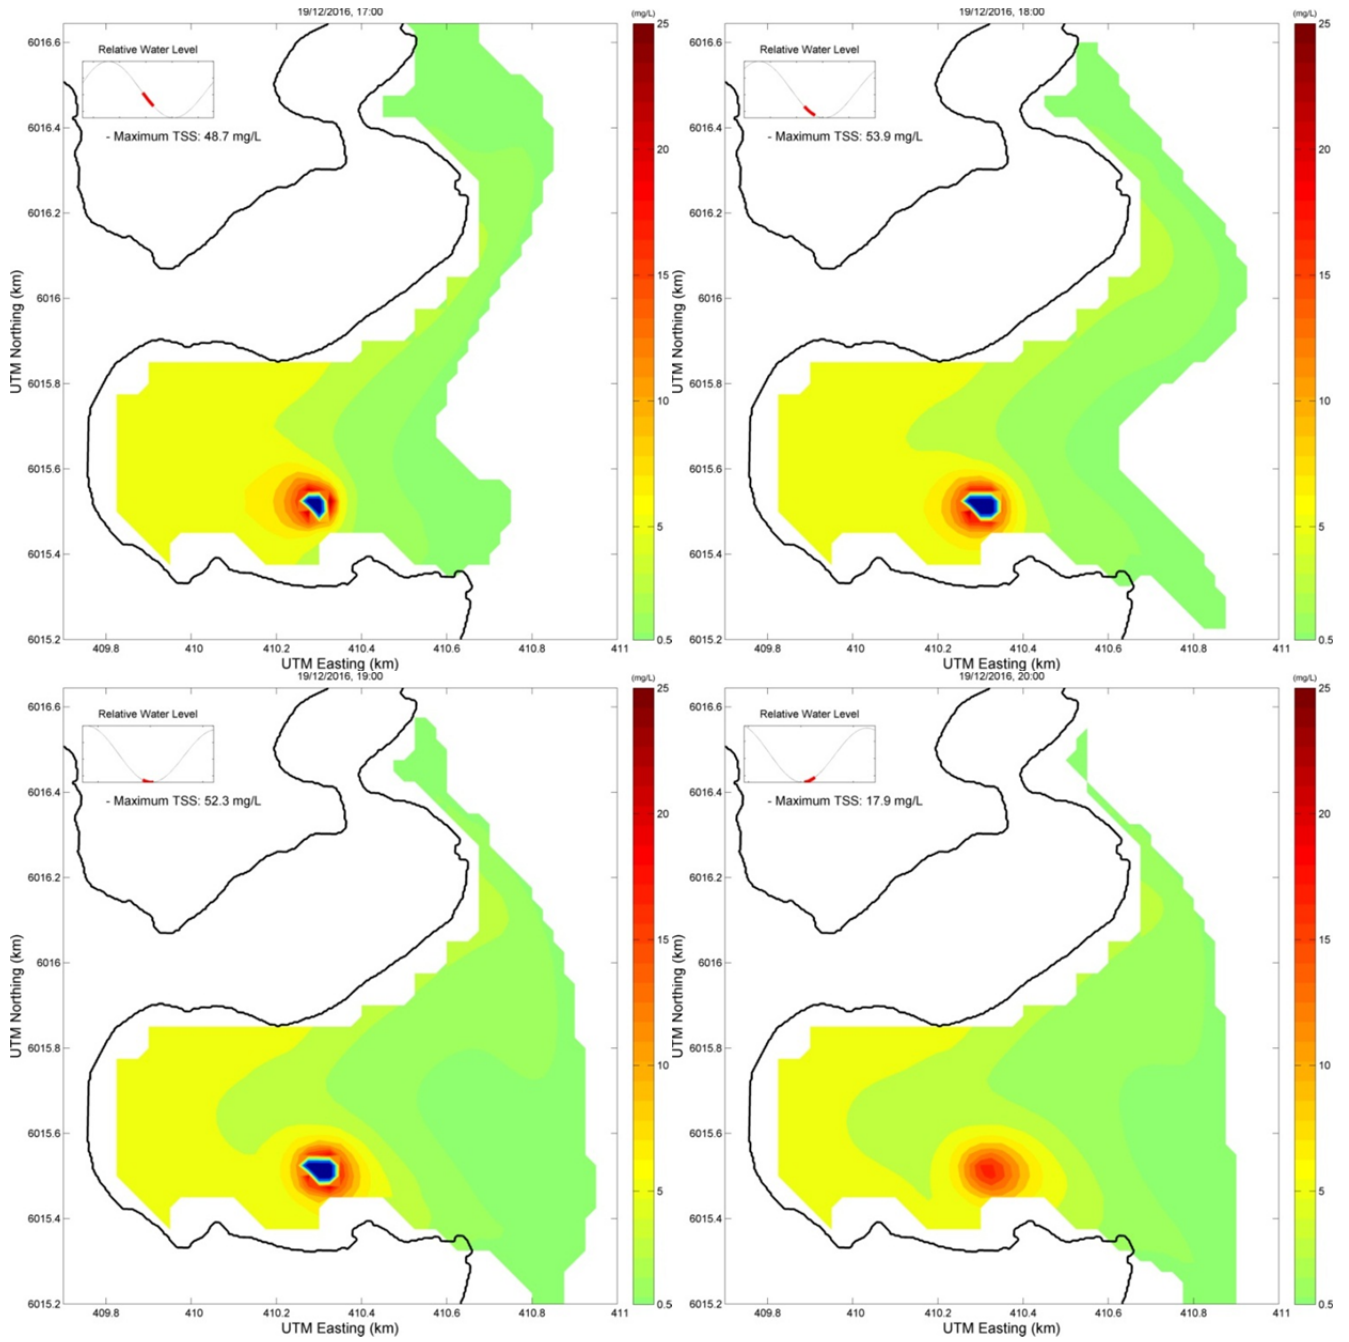 19/12/2016, 17:00
(mg/L)
Relative Water Level
- Maximum TSS: 48.7 mg/L
UTM Northing (km)
6016.6
6016.4
6016.2
6016
6015.8
6015.6
6015.4
6015.2
409.8 410 410.2 410.4 410.6 410.8 411
UTM Easting (km)
25
20
15
10
5
0.5
19/12/2016, 18:00
(mg/L)
Relative Water Level
- Maximum TSS: 53.9 mg/L
UTM Northing (km)
6016.6
6016.4
6016.2
6016
6015.8
6015.6
6015.4
6015.2
409.8 410 410.2 410.4 410.6 410.8 411
UTM Easting (km)
25
20
15
10
5
0.5
19/12/2016, 19:00
(mg/L)
Relative Water Level
- Maximum TSS: 52.3 mg/L
UTM Northing (km)
6016.6
6016.4
6016.2
6016
6015.8
6015.6
6015.4
6015.2
409.8 410 410.2 410.4 410.6 410.8 411
UTM Easting (km)
25
20
15
10
5
0.5
19/12/2016, 20:00
(mg/L)
Relative Water Level
- Maximum TSS: 17.9 mg/L
UTM Northing (km)
6016.6
6016.4
6016.2
6016
6015.8
6015.6
6015.4
6015.2
409.8 410 410.2 410.4 410.6 410.8 411
UTM Easting (km)
25
20
15
10
5
0.5